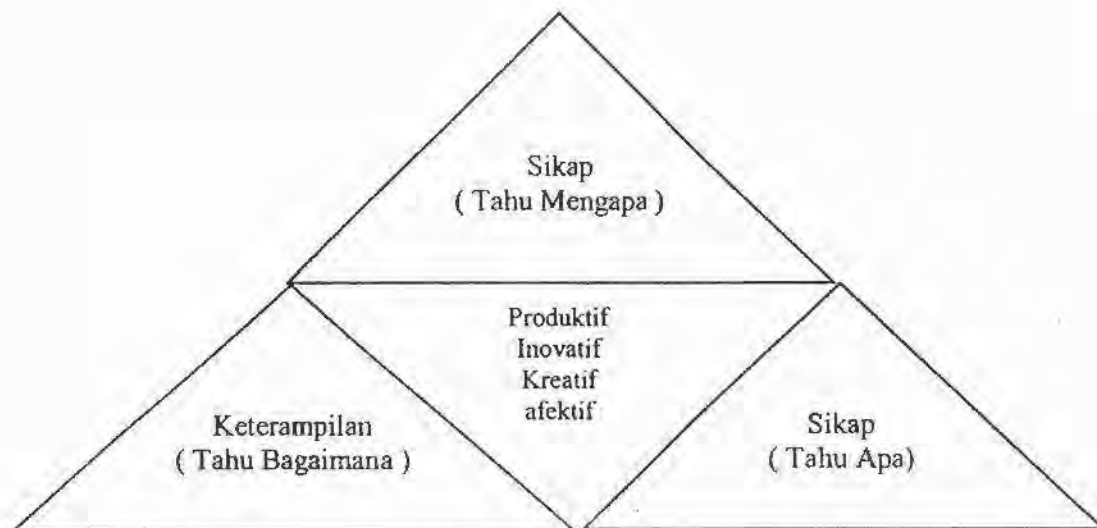 Sikap
( Tahu Mengapa )
Produktif
Inovatif
Kreatif
afektif
Keterampilan
( Tahu Bagaimana )
Sikap
( Tahu Apa)